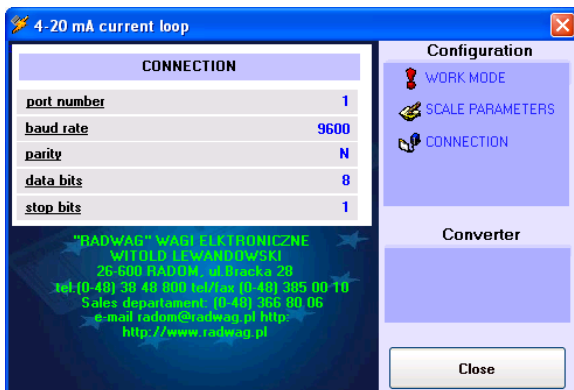 4-20 mA current loop
CONNECTION
port number 1
baud rate 9600
parity N
data bits 8
stop bits 1
"RADWAG" WAGI ELKTRONICZNE
WITOLD LEWANDOWSKI
26-600 RADOM, ul.Bracka 28
tel.(0-48) 38 48 800 tel/fax (0-48) 385 00 10
Sales departament: (0-48) 366 80 06
e-mail radom@radwag.pl http:
http://www.radwag.pl
Configuration
WORK MODE
SCALE PARAMETERS
CONNECTION
Converter
Close